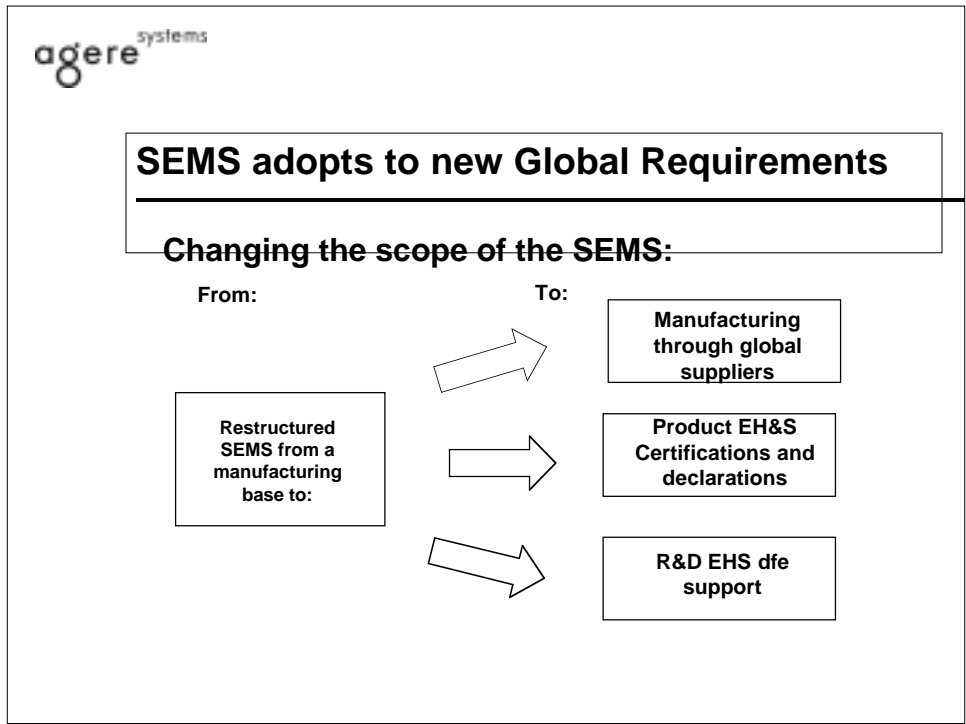 agere systems
SEMS adopts to new Global Requirements
Changing the scope of the SEMS:
From:
To:
Restructured
SEMS from a
manufacturing
base to:
Manufacturing
through global
suppliers
Product EH&S
Certifications and
declarations
R&D EHS dfe
support